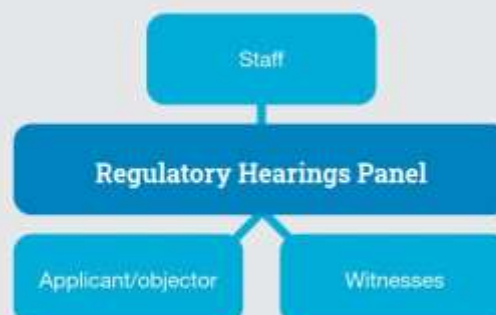 Staff
Regulatory Hearings Panel
Applicant/objector
Witnesses